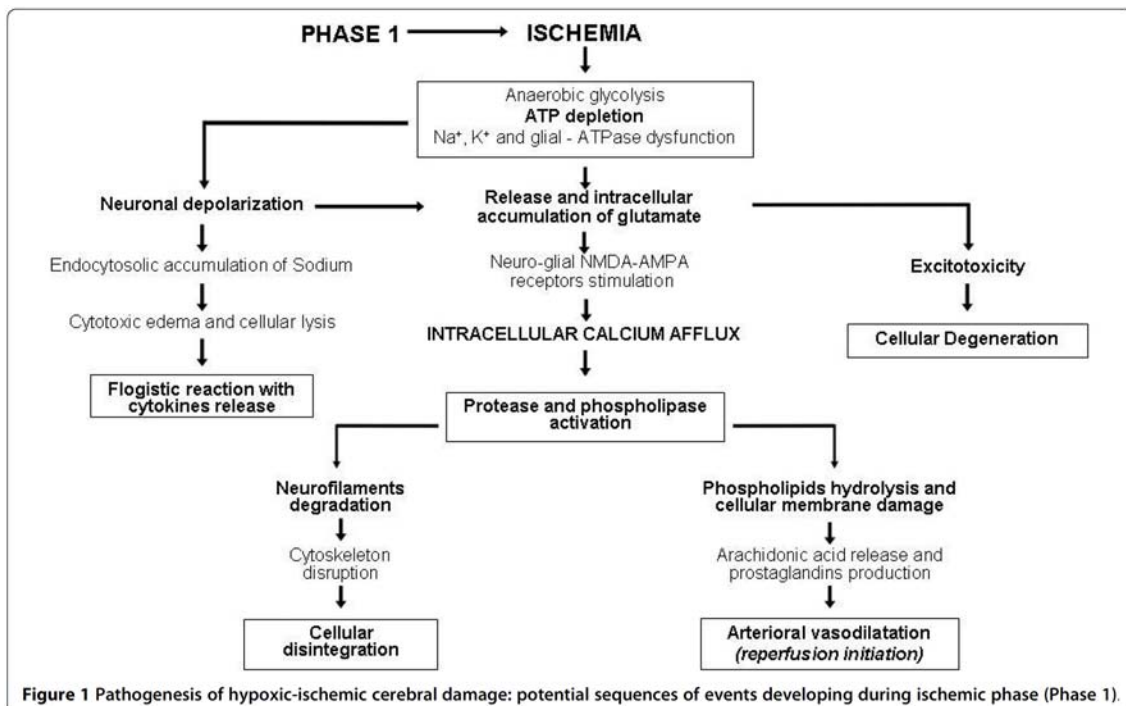 PHASE 1 ISCHEMIA
Anaerobic glycolysis
ATP depletion
Na⁺, K⁺ and glial - ATPase dysfunction
Neuronal depolarization
Release and intracellular
accumulation of glutamate
Endocytosolic accumulation of Sodium
Neuro-glial NMDA-AMPA
receptors stimulation
Excitotoxicity
Cytotoxic edema and cellular lysis
INTRACELLULAR CALCIUM AFFLUX
Cellular Degeneration
Flogistic reaction with
cytokines release
Protease and phospholipase
activation
Neurofilaments
degradation
Phospholipids hydrolysis and
cellular membrane damage
Cytoskeleton
disruption
Arachidonic acid release and
prostaglandins production
Cellular
disintegration
Arterioral vasodilatation
(reperfusion initiation)
Figure 1 Pathogenesis of hypoxic-ischemic cerebral damage: potential sequences of events developing during ischemic phase (Phase 1).